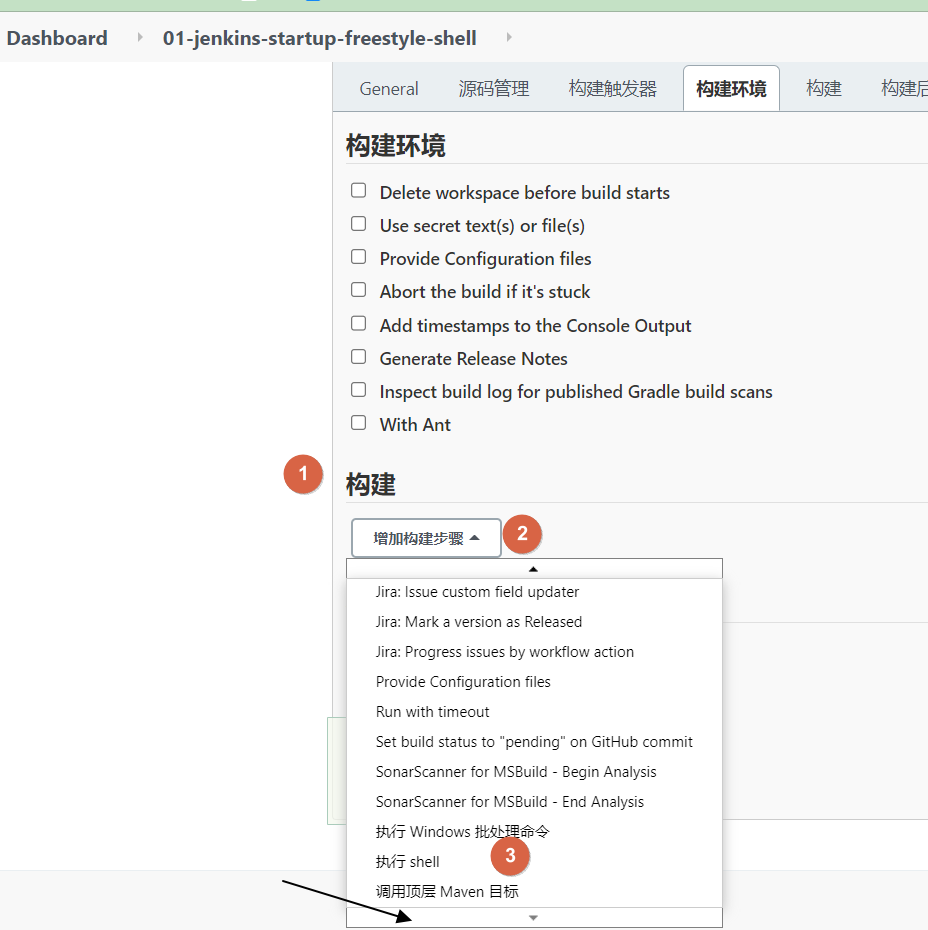 Dashboard 01-jenkins-startup-freestyle-shell
General 源码管理 构建触发器 构建环境 构建 构建后
构建环境
Delete workspace before build starts
Use secret text(s) or file(s)
Provide Configuration files
Abort the build if it's stuck
Add timestamps to the Console Output
Generate Release Notes
Inspect build log for published Gradle build scans
With Ant
1 构建
增加构建步骤 2
Jira: Issue custom field updater
Jira: Mark a version as Released
Jira: Progress issues by workflow action
Provide Configuration files
Run with timeout
Set build status to "pending" on GitHub commit
SonarScanner for MSBuild - Begin Analysis
SonarScanner for MSBuild - End Analysis
执行 Windows 批处理命令
执行 shell 3
调用顶层 Maven 目标